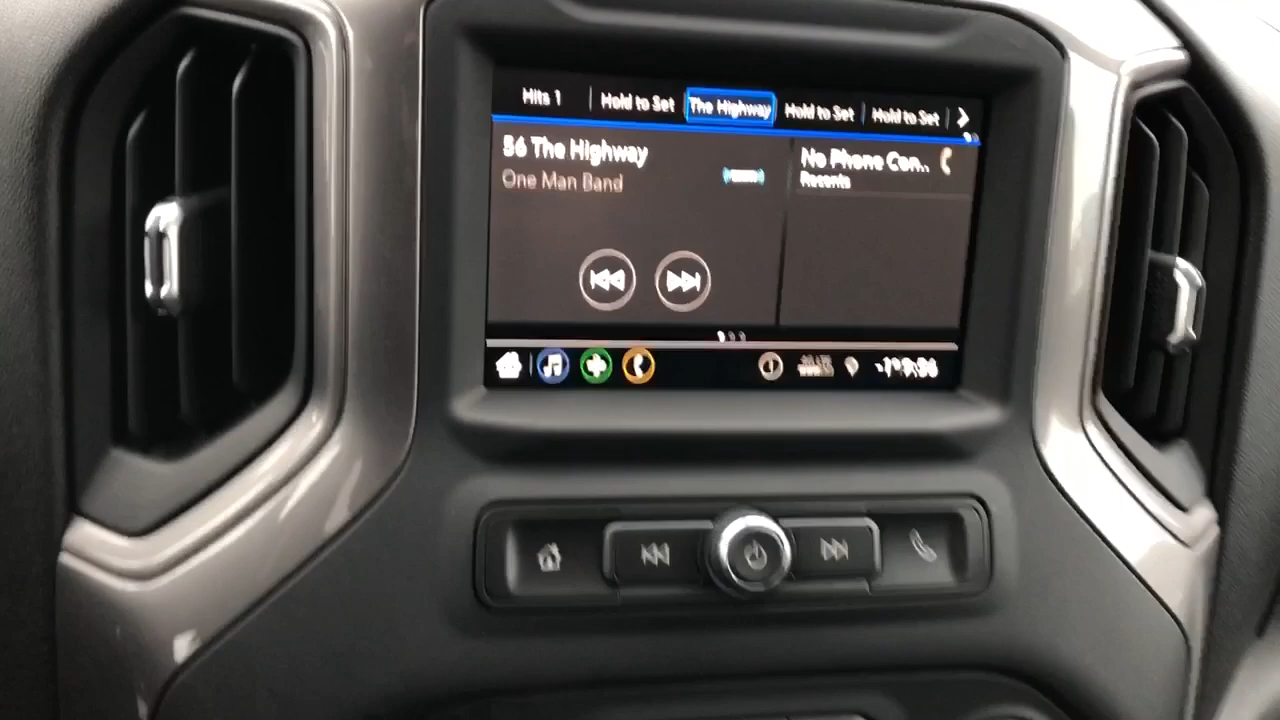 Hits 1
Hold to Set
The Highway
Hold to Set
Hold to Set
56 The Highway
One Man Band
No Phone Con..
Recents